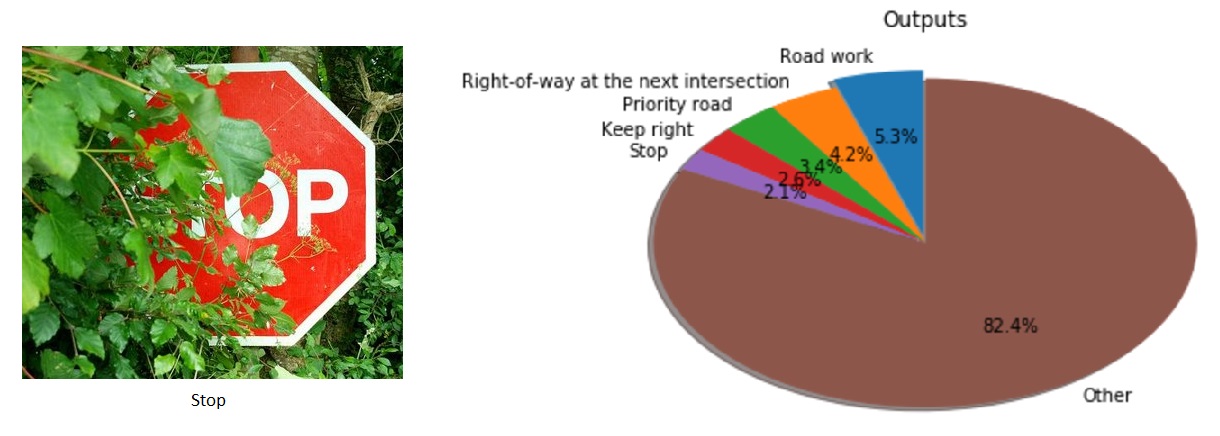 TOP
Stop
Outputs
Road work
Right-of-way at the next intersection
Priority road
Keep right
Stop
5.3%
4.2%
3.4%
2.6%
2.1%
82.4%
Other